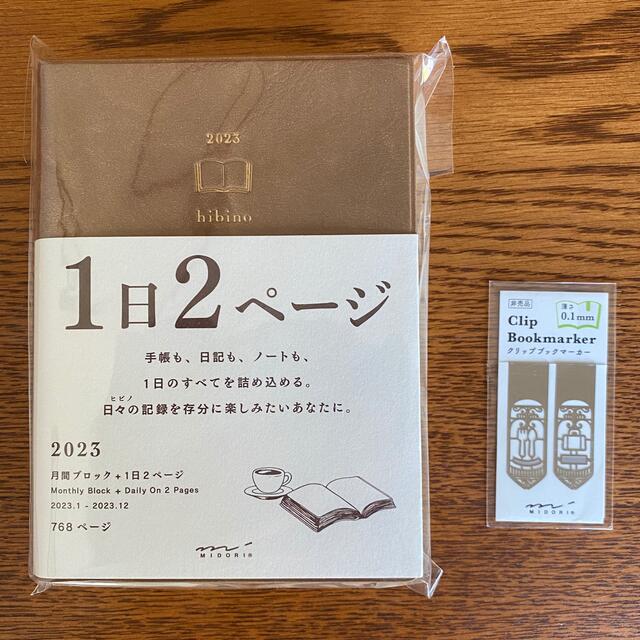 2023
hibino
1日2ページ
手帳も、日記も、ノートも、
1日のすべてを詰め込める。
ヒビノ
日々の記録を存分に楽しみたいあなたに。
2023
月間ブロック+1日2ページ
Monthly Block + Daily On 2 Pages
2023.1 - 2023.12
768 ページ
MIDORI®
非売品
薄さ
0.1mm
Clip
Bookmarker
クリップブックマーカー
MIDORI®